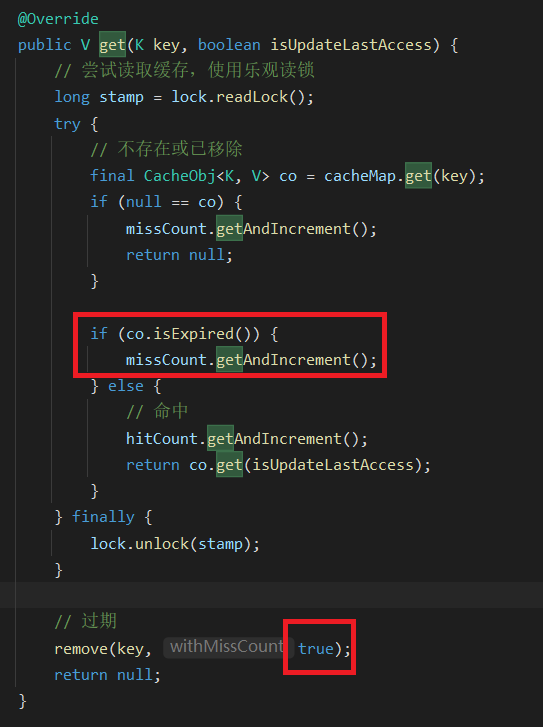 @Override
public V get(K key, boolean isUpdateLastAccess) {
    // 尝试读取缓存，使用乐观读锁
    long stamp = lock.readLock();
    try {
        // 不存在或已移除
        final CacheObj<K, V> co = cacheMap.get(key);
        if (null == co) {
            missCount.getAndIncrement();
            return null;
        }

        if (co.isExpired()) {
            missCount.getAndIncrement();
        } else {
            // 命中
            hitCount.getAndIncrement();
            return co.get(isUpdateLastAccess);
        }
    } finally {
        lock.unlock(stamp);
    }

    // 过期
    remove(key, withMissCount true);
    return null;
}